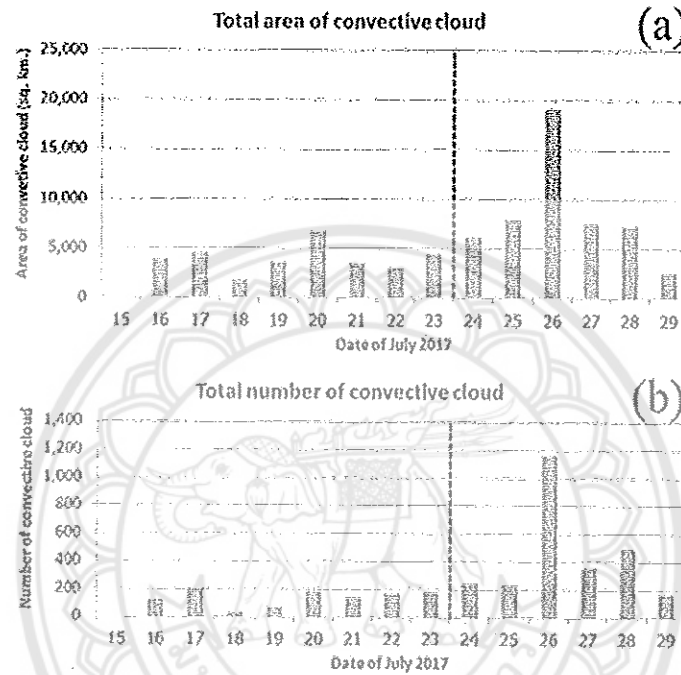 Total area of convective cloud
(a)
Area of convetive cloud (sq. km.)
25,000
20,000
15,000
10,000
5,000
0
15 16 17 18 19 20 21 22 23 24 25 26 27 28 29
Date of July 2017
Total number of convective cloud
(b)
Number of convective cloud
1,400
1,200
1,000
800
600
400
200
0
15 16 17 18 19 20 21 22 23 24 25 26 27 28 29
Date of July 2017